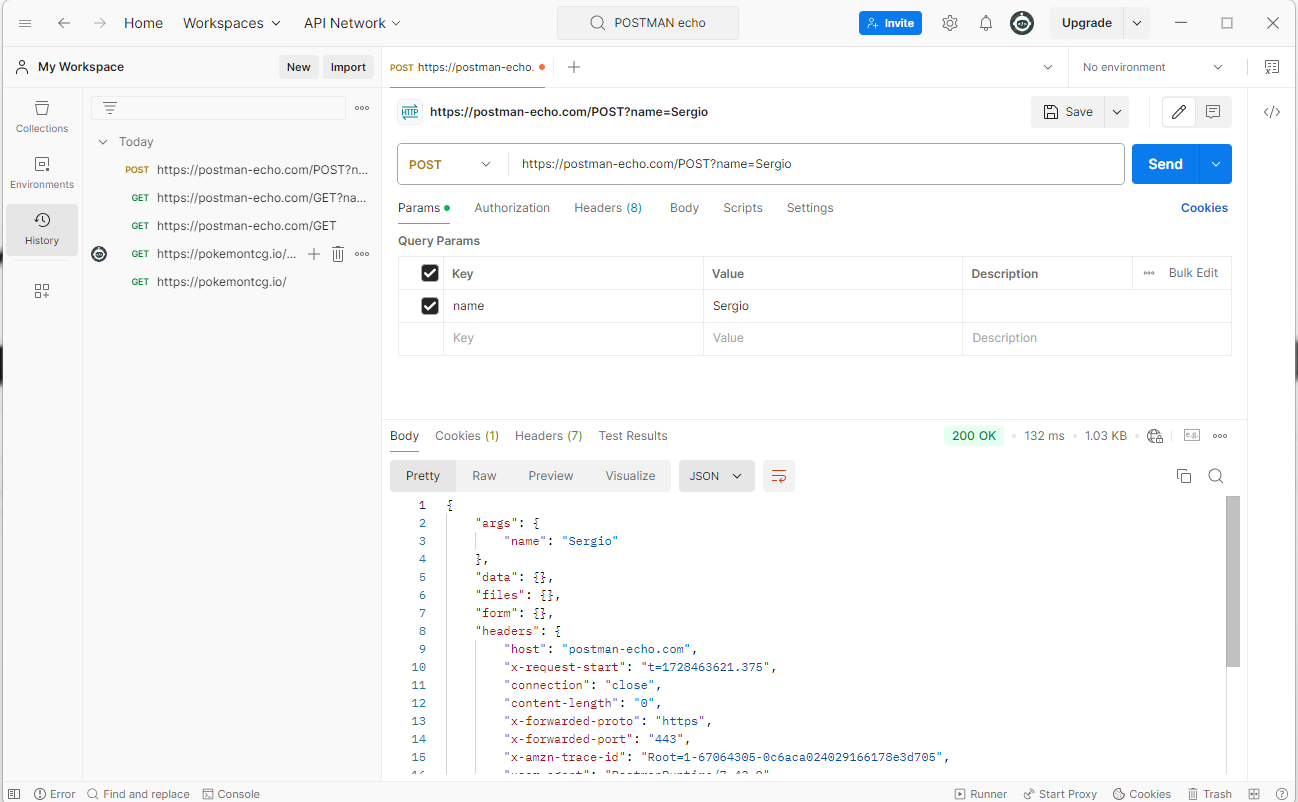 Home Workspaces API Network POSTMAN echo Invite Upgrade
My Workspace New Import POST https://postman-echo. No environment
Collections
Environments
History
Today
POST https://postman-echo.com/POST?n...
GET https://postman-echo.com/GET?na...
GET https://postman-echo.com/GET
GET https://pokemontcg.io/...
GET https://pokemontcg.io/
HTTP https://postman-echo.com/POST?name=Sergio Save
POST https://postman-echo.com/POST?name=Sergio Send
Params Authorization Headers (8) Body Scripts Settings Cookies
Query Params
Key Value Description Bulk Edit
name Sergio
Key Value Description
Body Cookies (1) Headers (7) Test Results 200 OK 132 ms 1.03 KB e.g.
Pretty Raw Preview Visualize JSON
1 {
2 "args": {
3 "name": "Sergio"
4 },
5 "data": {},
6 "files": {},
7 "form": {},
8 "headers": {
9 "host": "postman-echo.com",
10 "x-request-start": "t=1728463621.375",
11 "connection": "close",
12 "content-length": "0",
13 "x-forwarded-proto": "https",
14 "x-forwarded-port": "443",
15 "x-amzn-trace-id": "Root=1-67064305-0c6aca024029166178e3d705",
16 "user-agent": "PostmanRuntime/7.42.0"
Error Find and replace Console Runner Start Proxy Cookies Trash